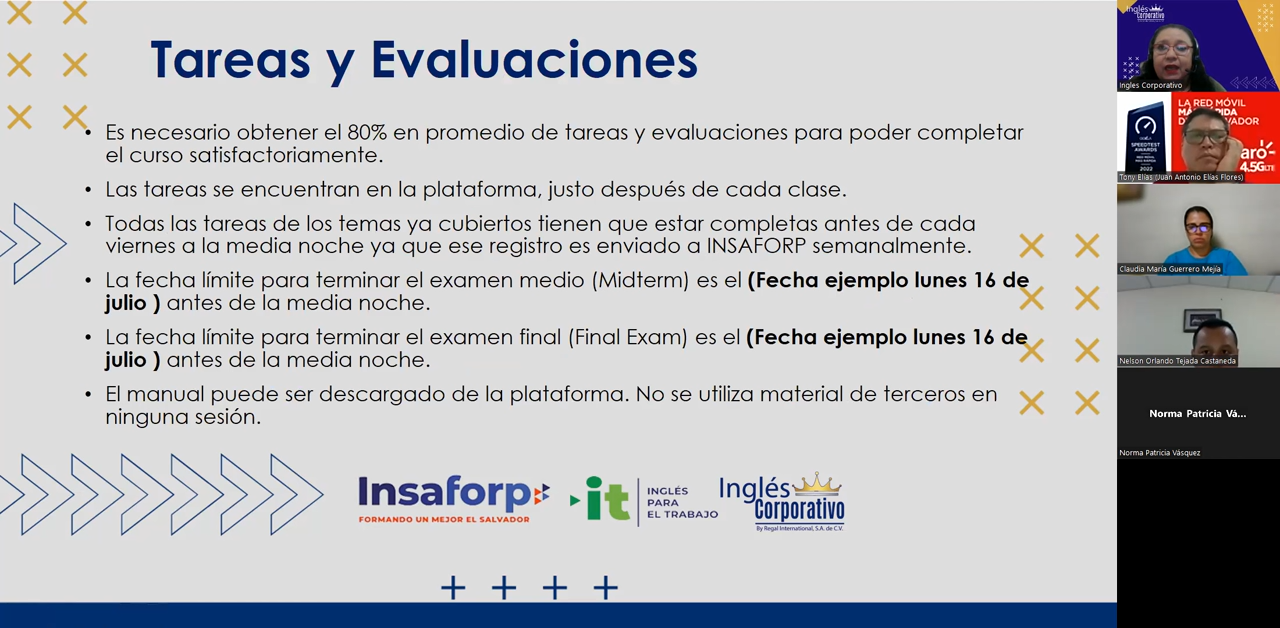 Tareas y Evaluaciones
• Es necesario obtener el 80% en promedio de tareas y evaluaciones para poder completar
el curso satisfactoriamente.
• Las tareas se encuentran en la plataforma, justo después de cada clase.
• Todas las tareas de los temas ya cubiertos tienen que estar completas antes de cada
viernes a la media noche ya que ese registro es enviado a INSAFORP semanalmente.
• La fecha límite para terminar el examen medio (Midterm) es el (Fecha ejemplo lunes 16 de
julio ) antes de la media noche.
• La fecha límite para terminar el examen final (Final Exam) es el (Fecha ejemplo lunes 16 de
julio ) antes de la media noche.
• El manual puede ser descargado de la plataforma. No se utiliza material de terceros en
ninguna sesión.
Insaforp
FORMANDO UN MEJOR EL SALVADOR
it
INGLÉS
PARA
EL TRABAJO
Inglés
Corporativo
By Regal International, S.A. de C.V.
Inglés
Corporativo
Ingles Corporativo
LA RED MÓVIL
SPEEDTEST
AWARDS
2022
4.5G LTE
Tony Elias (Juan Antonio Elias Flores)
Claudia María Guerrero Mejía
Nelson Orlando Tejada Castaneda
Norma Patricia Vá...
Norma Patricia Vásquez